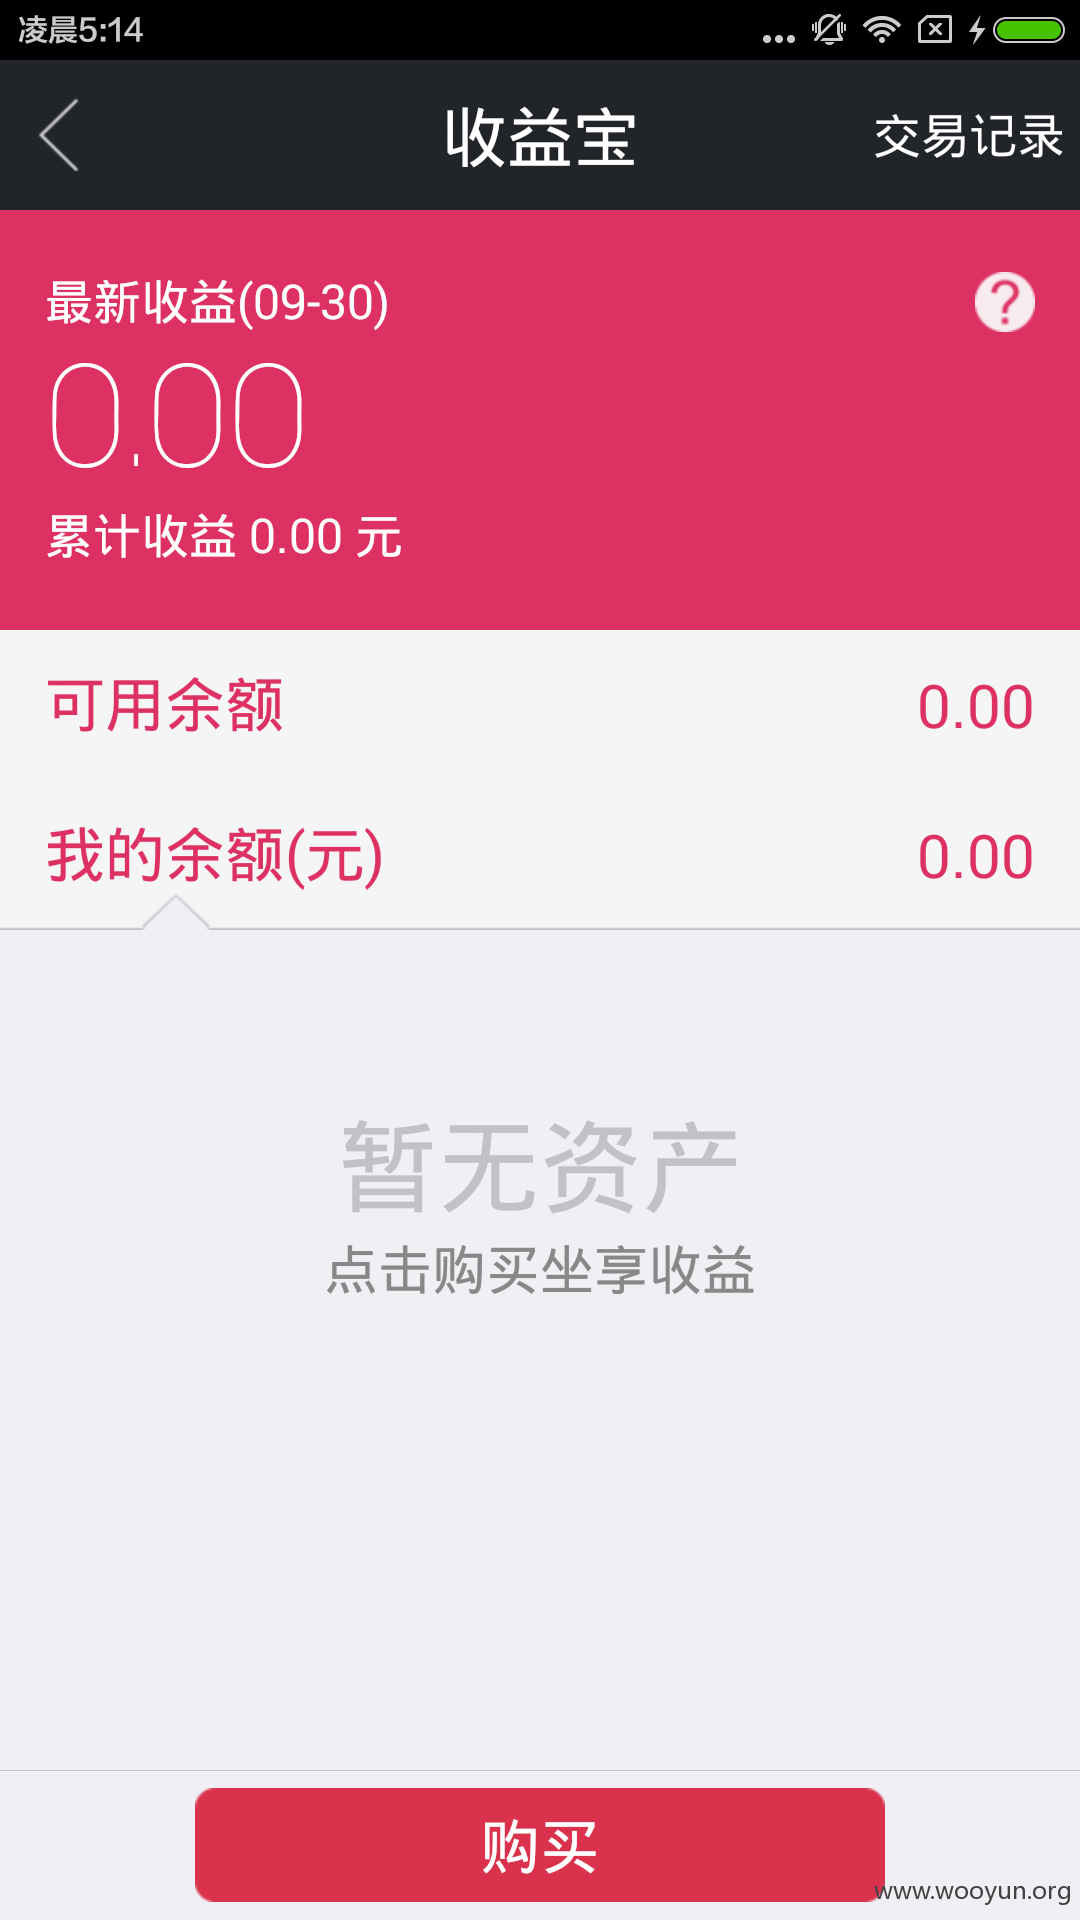 凌晨5:14
收益宝
交易记录
最新收益(09-30)
?
0.00
累计收益 0.00 元
可用余额 0.00
我的余额(元) 0.00
暂无资产
点击购买坐享收益
购买
www.wooyun.org